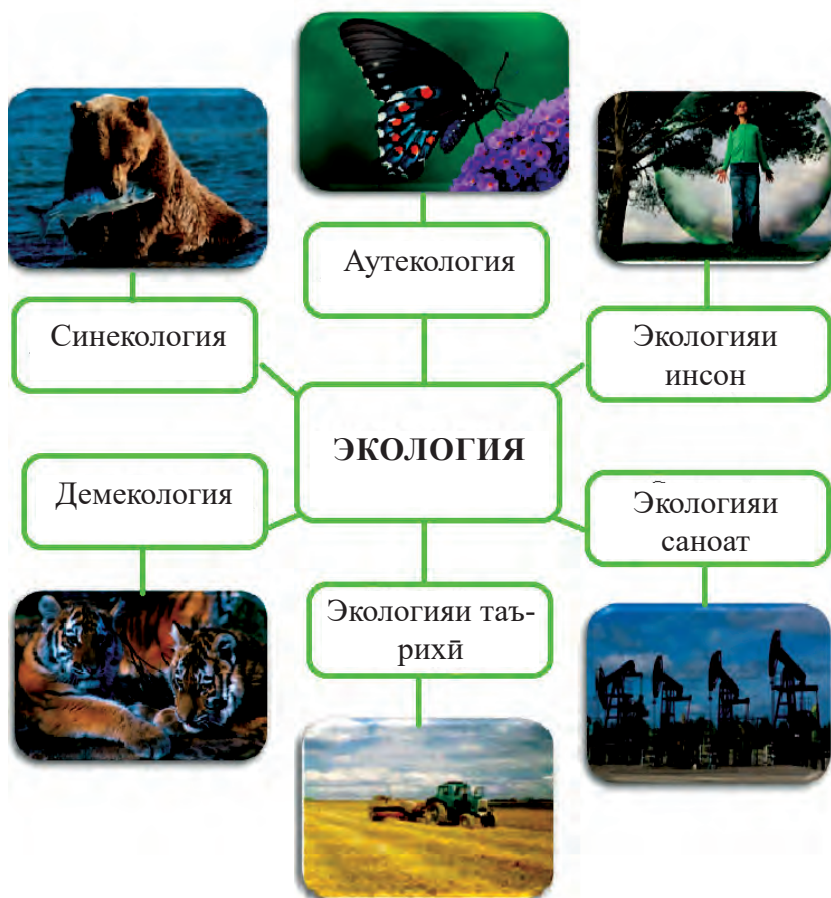 Аутекология
Синекология
Экологияи
инсон
ЭКОЛОГИЯ
Демекология
Экологияи
саноат
Экологияи таъ-
рихӣ